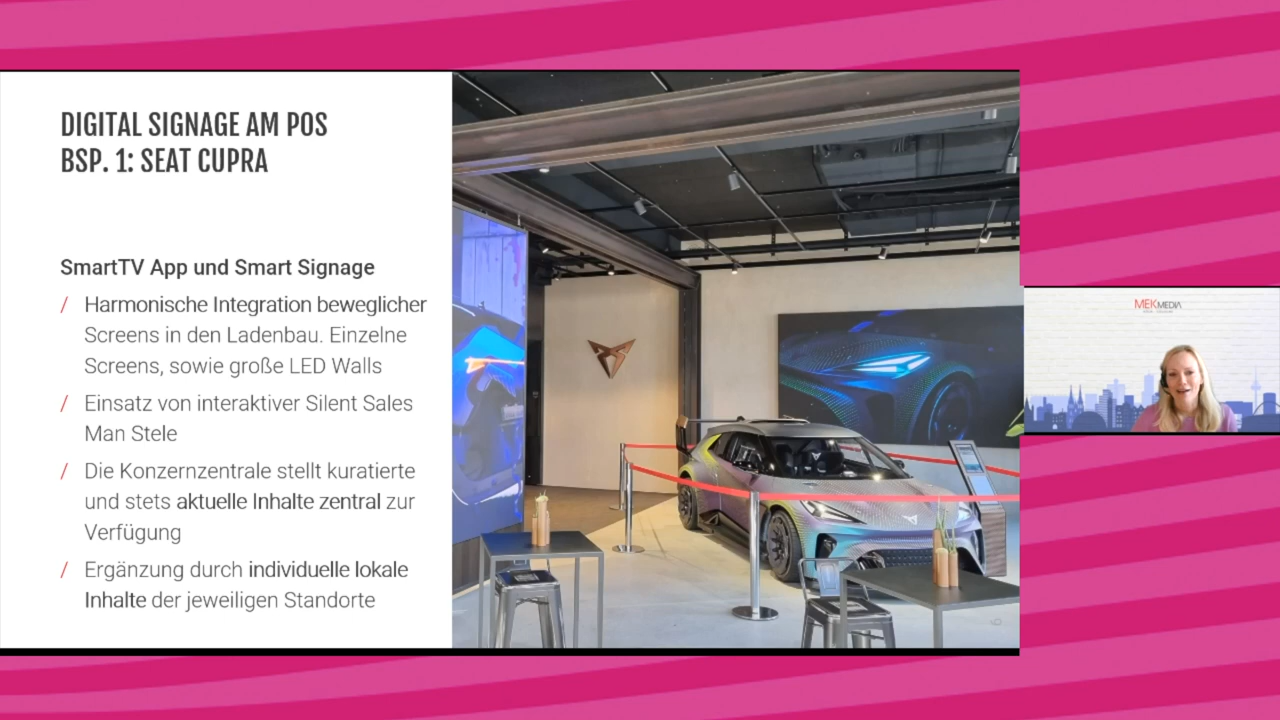 DIGITAL SIGNAGE AM POS
BSP. 1: SEAT CUPRA
SmartTV App und Smart Signage
/ Harmonische Integration beweglicher
Screens in den Ladenbau. Einzelne
Screens, sowie große LED Walls
/ Einsatz von interaktiver Silent Sales
Man Stele
/ Die Konzernzentrale stellt kuratierte
und stets aktuelle Inhalte zentral zur
Verfügung
/ Ergänzung durch individuelle lokale
Inhalte der jeweiligen Standorte
MEKMEDIA